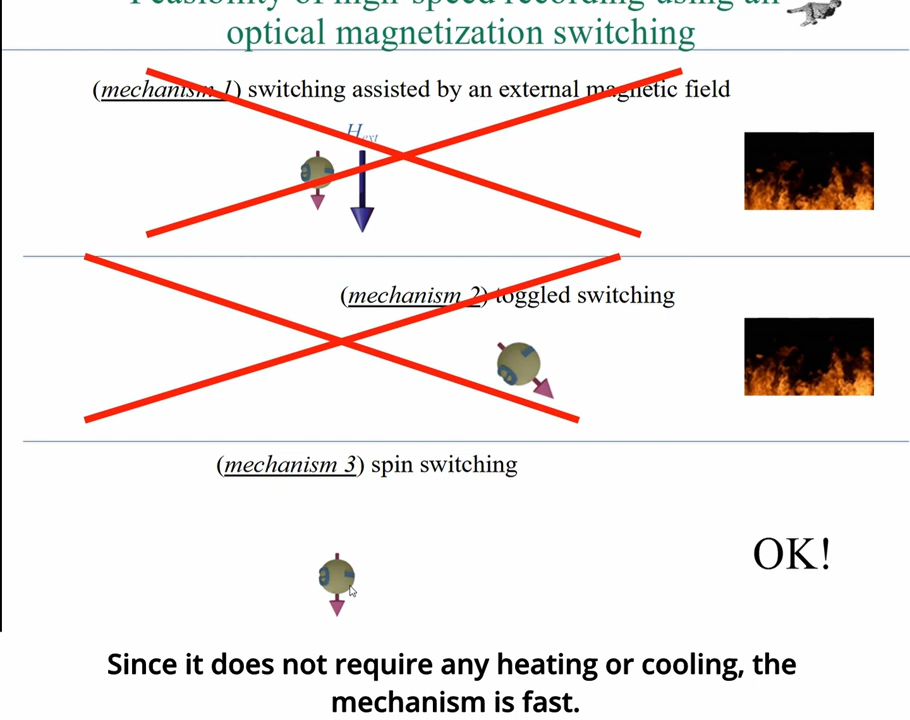 Feasibility of high-speed recording using an
optical magnetization switching
(mechanism 1) switching assisted by an external magnetic field
H_ext
(mechanism 2) toggled switching
(mechanism 3) spin switching
OK!
Since it does not require any heating or cooling, the
mechanism is fast.